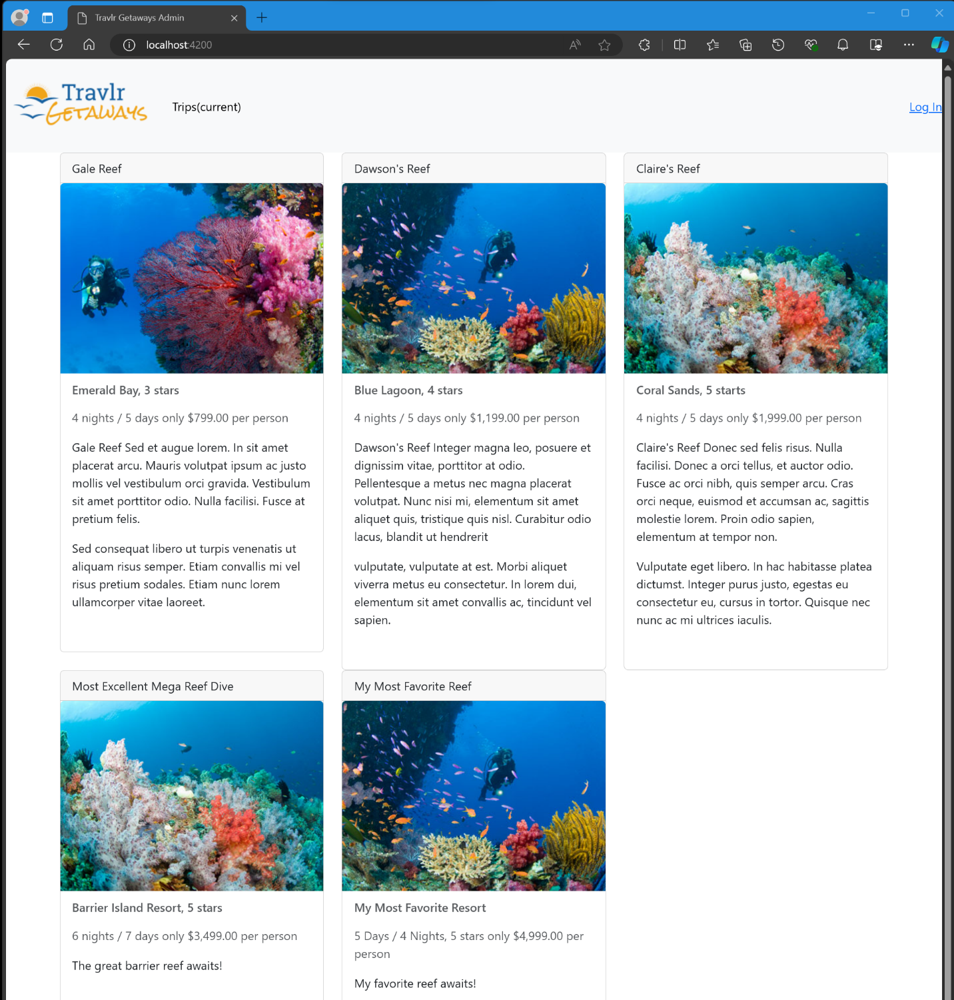 Travlr Getaways Admin
localhost:4200
Travlr
GETAWAYS
Trips(current)
Log In
Gale Reef
Emerald Bay, 3 stars
4 nights / 5 days only $799.00 per person
Gale Reef Sed et augue lorem. In sit amet
placerat arcu. Mauris volutpat ipsum ac justo
mollis vel vestibulum orci gravida. Vestibulum
sit amet porttitor odio. Nulla facilisi. Fusce at
pretium felis.
Sed consequat libero ut turpis venenatis ut
aliquam risus semper. Etiam convallis mi vel
risus pretium sodales. Etiam nunc lorem
ullamcorper vitae laoreet.
Dawson's Reef
Blue Lagoon, 4 stars
4 nights / 5 days only $1,199.00 per person
Dawson's Reef Integer magna leo, posuere et
dignissim vitae, porttitor at odio.
Pellentesque a metus nec magna placerat
volutpat. Nunc nisi mi, elementum sit amet
aliquet quis, tristique quis nisl. Curabitur odio
lacus, blandit ut hendrerit
vulputate, vulputate at est. Morbi aliquet
viverra metus eu consectetur. In lorem dui,
elementum sit amet convallis ac, tincidunt vel
sapien.
Claire's Reef
Coral Sands, 5 starts
4 nights / 5 days only $1,999.00 per person
Claire's Reef Donec sed felis risus. Nulla
facilisi. Donec a orci tellus, et auctor odio.
Fusce ac orci nibh, quis semper arcu. Cras
orci neque, euismod et accumsan ac, sagittis
molestie lorem. Proin odio sapien,
elementum at tempor non.
Vulputate eget libero. In hac habitasse platea
dictumst. Integer purus justo, egestas eu
consectetur eu, cursus in tortor. Quisque nec
nunc ac mi ultrices iaculis.
Most Excellent Mega Reef Dive
Barrier Island Resort, 5 stars
6 nights / 7 days only $3,499.00 per person
The great barrier reef awaits!
My Most Favorite Reef
My Most Favorite Resort
5 Days / 4 Nights, 5 stars only $4,999.00 per
person
My favorite reef awaits!